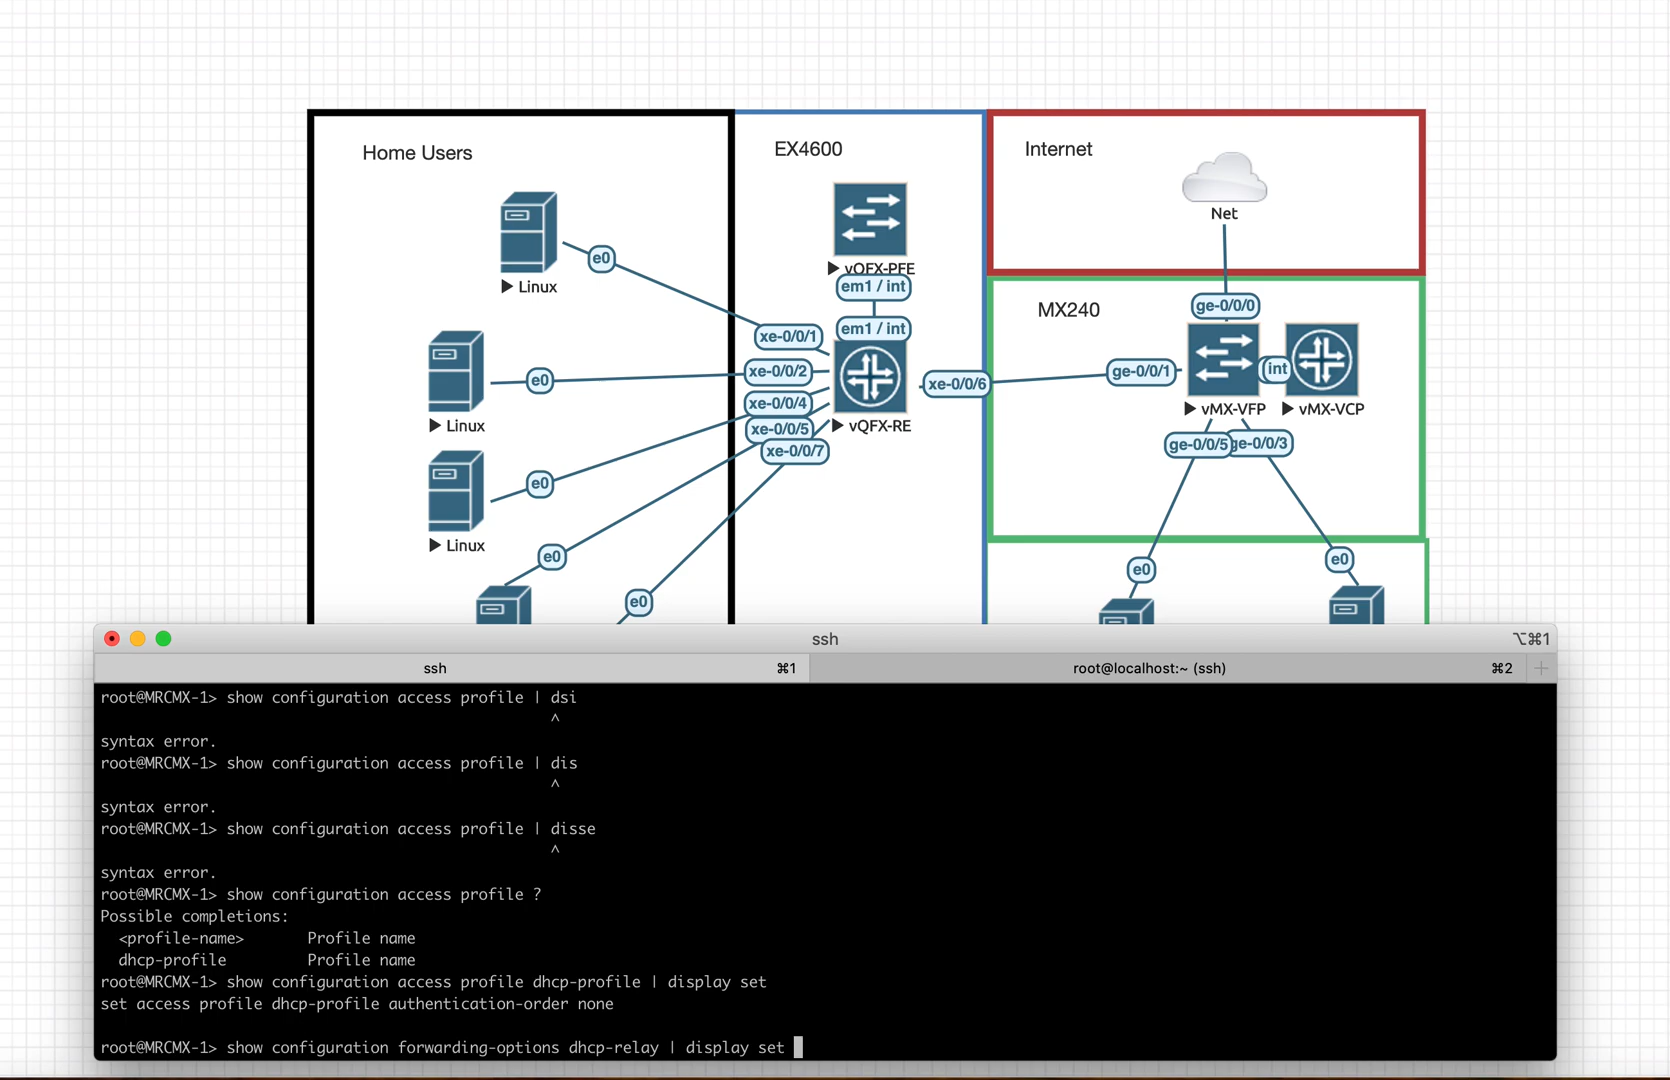 Home Users
EX4600
Internet
Net
Linux
e0
vQFX-PFE
em1 / int
em1 / int
MX240
ge-0/0/0
xe-0/0/1
Linux
e0
xe-0/0/2
xe-0/0/4
xe-0/0/5
xe-0/0/7
vQFX-RE
xe-0/0/6
ge-0/0/1
int
vMX-VFP
vMX-VCP
ge-0/0/5
ge-0/0/3
Linux
e0
e0
e0
e0
e0
ssh
⌥⌘1
ssh
⌘1
root@localhost:~ (ssh)
⌘2
root@MRCMX-1> show configuration access profile | dsi
^
syntax error.
root@MRCMX-1> show configuration access profile | dis
^
syntax error.
root@MRCMX-1> show configuration access profile | disse
^
syntax error.
root@MRCMX-1> show configuration access profile ?
Possible completions:
<profile-name> Profile name
dhcp-profile Profile name
root@MRCMX-1> show configuration access profile dhcp-profile | display set
set access profile dhcp-profile authentication-order none
root@MRCMX-1> show configuration forwarding-options dhcp-relay | display set